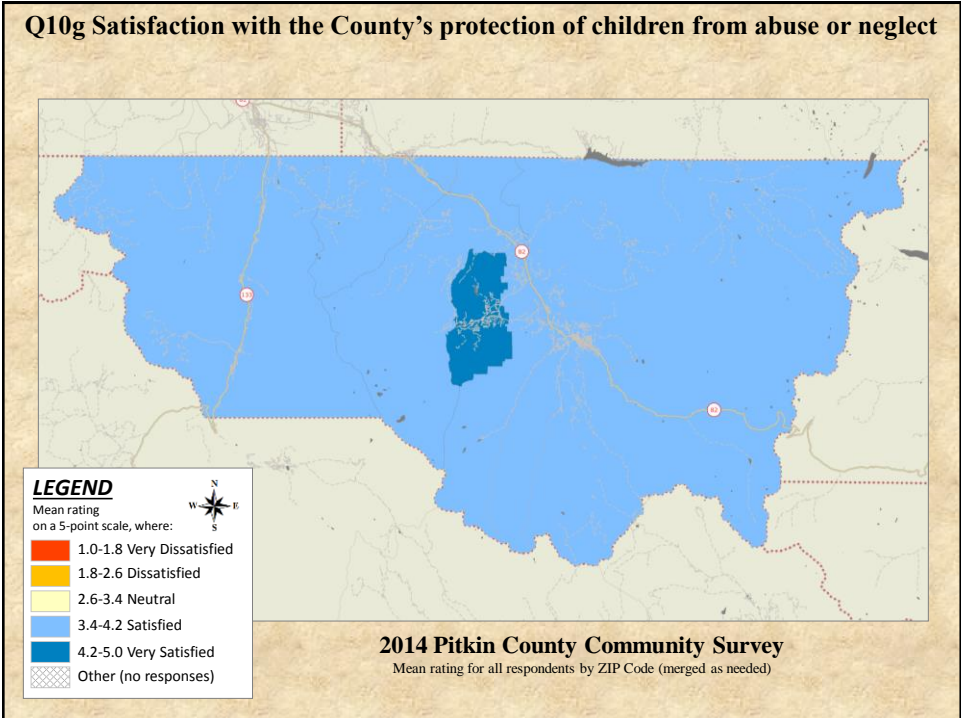 Q10g Satisfaction with the County's protection of children from abuse or neglect
82
133
82
LEGEND
Mean rating
on a 5-point scale, where:
N
W E
S
1.0-1.8 Very Dissatisfied
1.8-2.6 Dissatisfied
2.6-3.4 Neutral
3.4-4.2 Satisfied
4.2-5.0 Very Satisfied
Other (no responses)
2014 Pitkin County Community Survey
Mean rating for all respondents by ZIP Code (merged as needed)